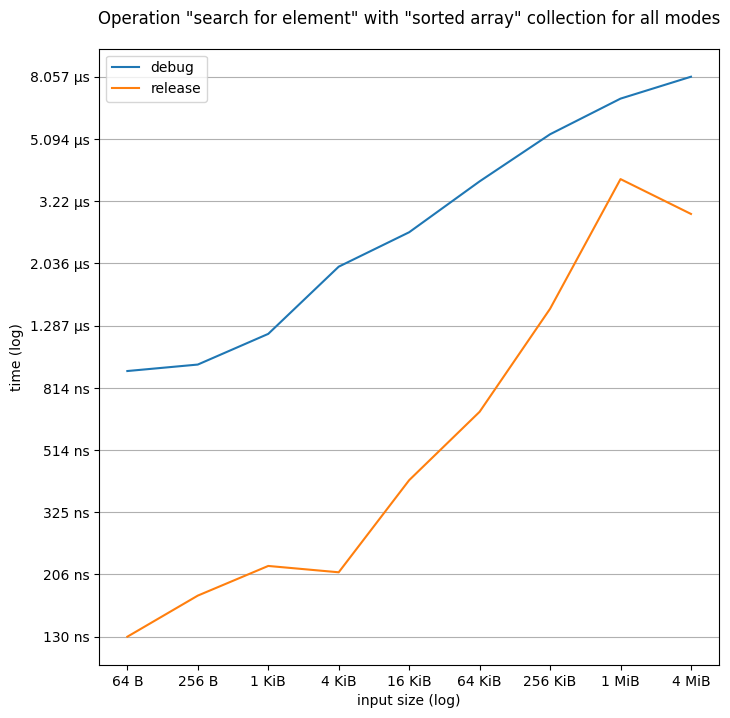 Operation "search for element" with "sorted array" collection for all modes
debug
release
8.057 µs
5.094 µs
3.22 µs
2.036 µs
1.287 µs
814 ns
514 ns
325 ns
206 ns
130 ns
time (log)
64 B 256 B 1 KiB 4 KiB 16 KiB 64 KiB 256 KiB 1 MiB 4 MiB
input size (log)